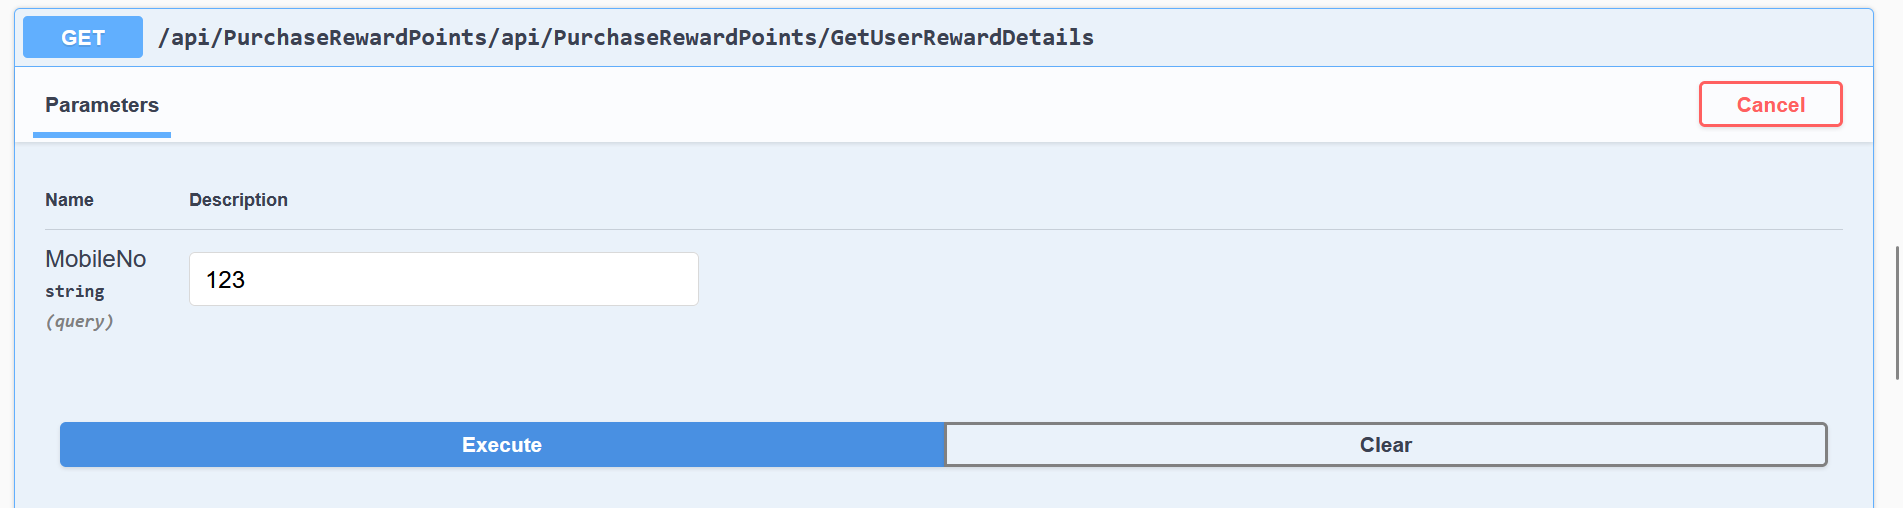 GET /api/PurchaseRewardPoints/api/PurchaseRewardPoints/GetUserRewardDetails
Parameters Cancel
Name Description
MobileNo 123
string
(query)
Execute Clear